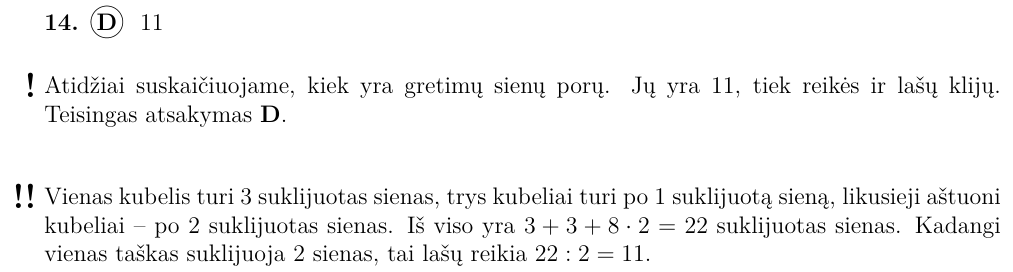 14. D 11
! Atidžiai suskaičiuojame, kiek yra gretimų sienų porų. Jų yra 11, tiek reikės ir lašų klijų.
Teisingas atsakymas D.
!! Vienas kubelis turi 3 suklijuotas sienas, trys kubeliai turi po 1 suklijuotą sieną, likusieji aštuoni
kubeliai – po 2 suklijuotas sienas. Iš viso yra 3 + 3 + 8 · 2 = 22 suklijuotas sienas. Kadangi
vienas taškas suklijuoja 2 sienas, tai lašų reikia 22 : 2 = 11.